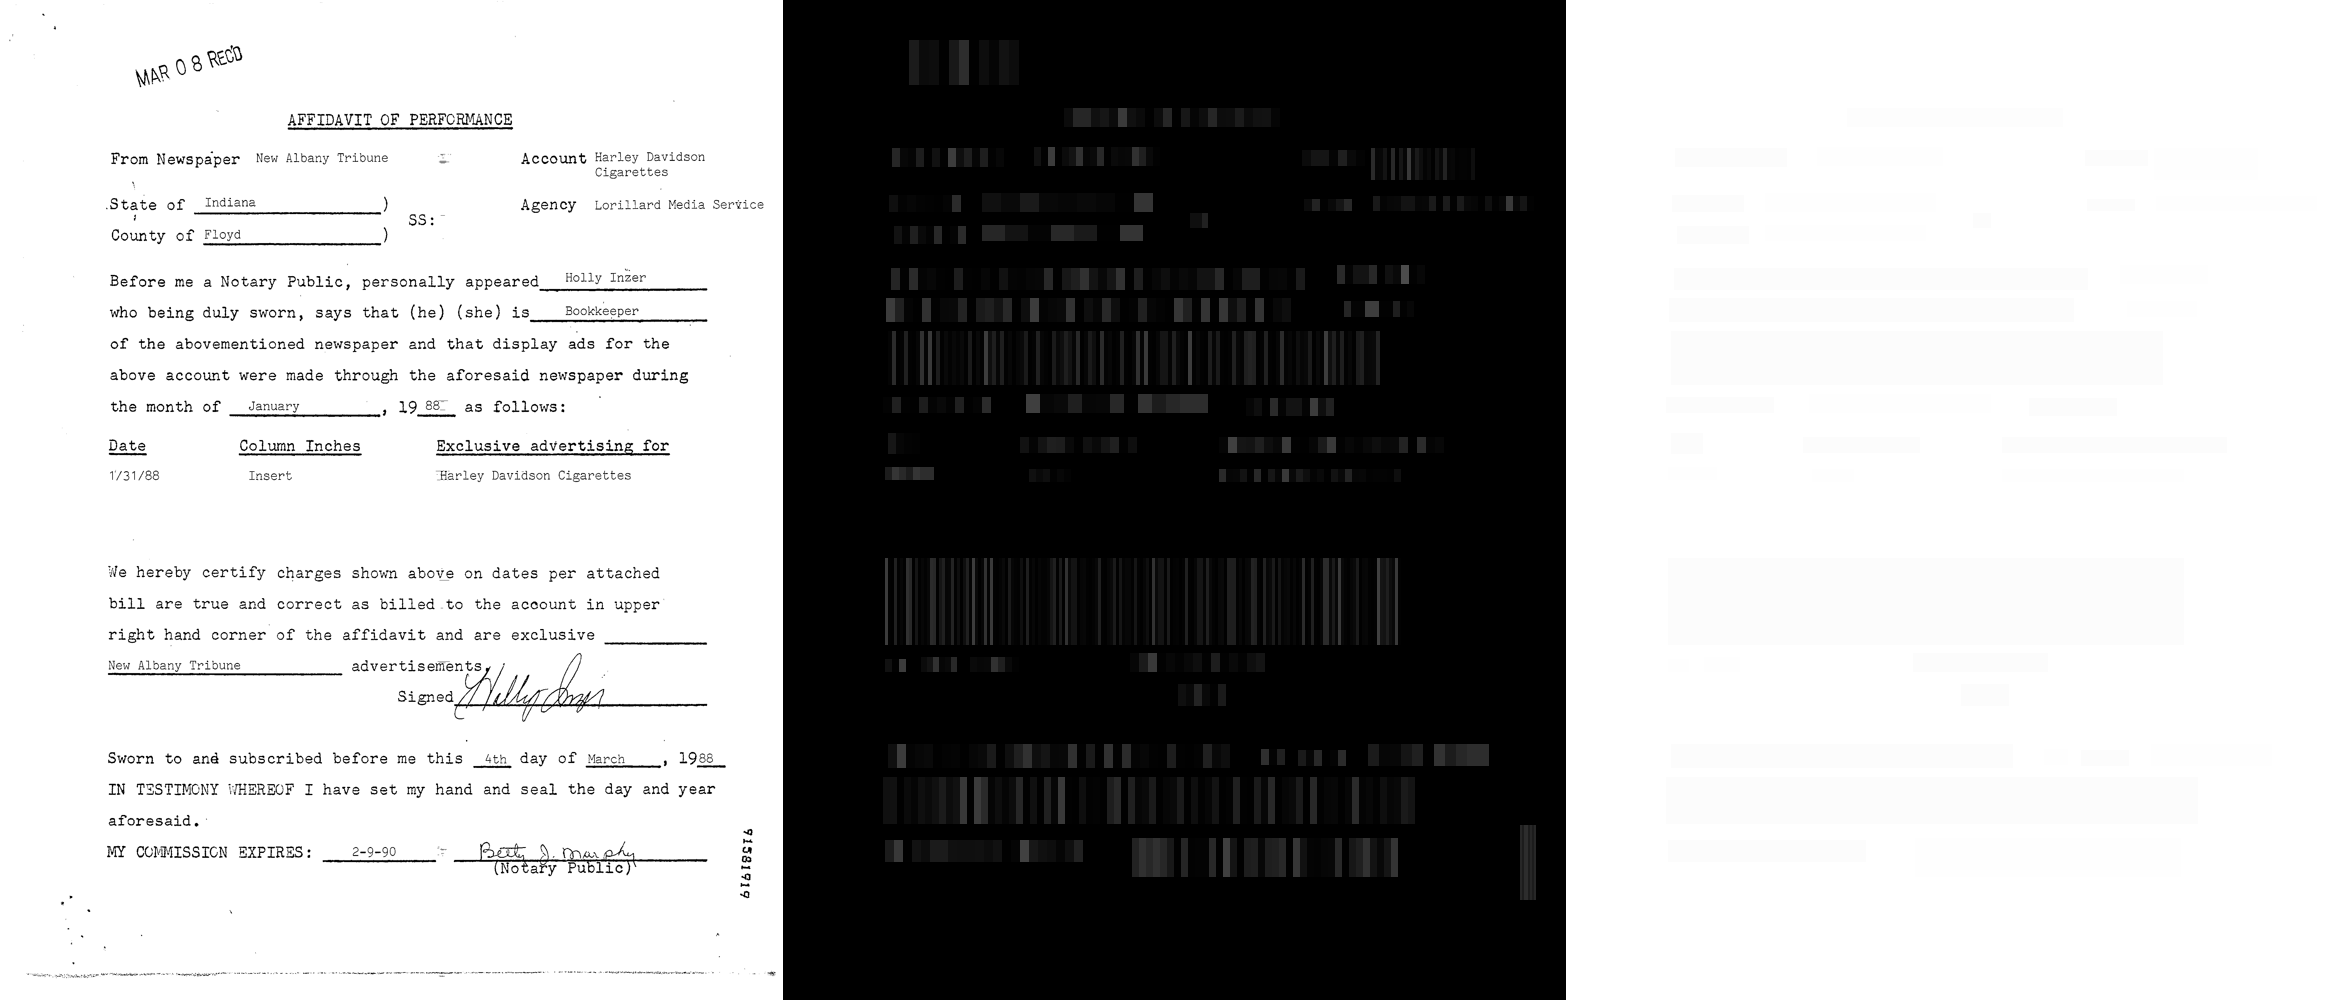 MAR 08 REC'D
AFFIDAVIT OF PERFORMANCE
From Newspaper New Albany Tribune Account Harley Davidson
Cigarettes
State of Indiana ) Agency Lorillard Media Service
SS:
County of Floyd )
Before me a Notary Public, personally appeared Holly Inzer
who being duly sworn, says that (he) (she) is Bookkeeper
of the abovementioned newspaper and that display ads for the
above account were made through the aforesaid newspaper during
the month of January , 19 88 as follows:
Date Column Inches Exclusive advertising for
1/31/88 Insert Harley Davidson Cigarettes
We hereby certify charges shown above on dates per attached
bill are true and correct as billed to the account in upper
right hand corner of the affidavit and are exclusive
New Albany Tribune advertisements.
Signed Holly Inzer
Sworn to and subscribed before me this 4th day of March , 1988
IN TESTIMONY WHEREOF I have set my hand and seal the day and year
aforesaid.
MY COMMISSION EXPIRES: 2-9-90 Betty J. Murphy
(Notary Public)
91581919